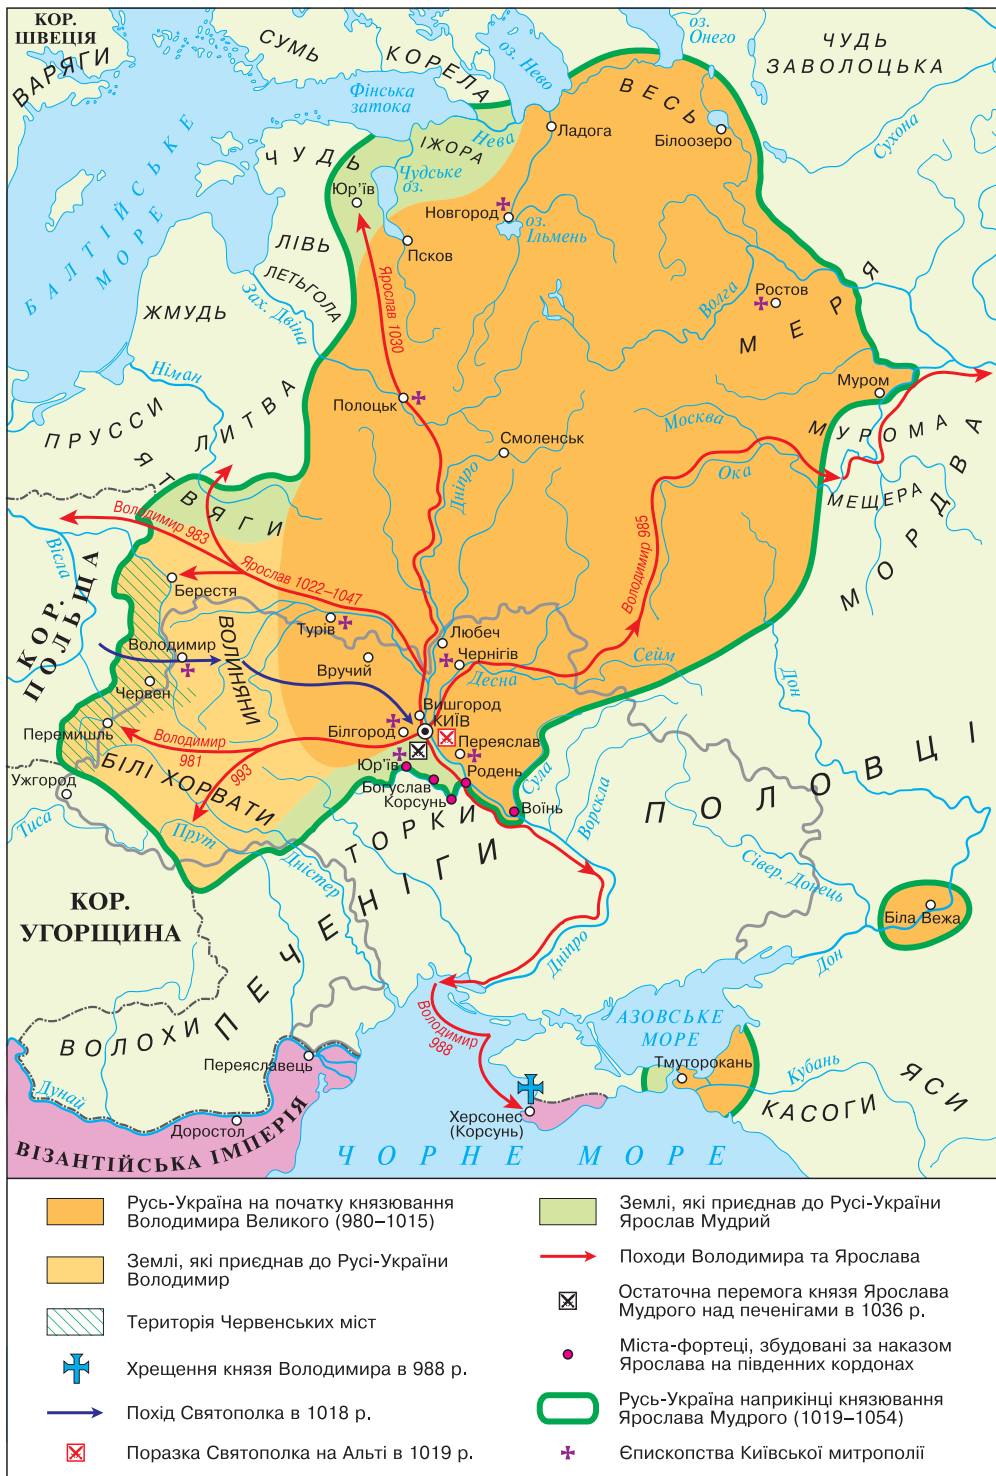 КОР.
ШВЕЦІЯ
ВАРЯГИ
СУМЬ
КОРЕЛА
оз. Нево
оз.
Онего
ЧУДЬ
ЗАВОЛОЦЬКА
Фінська
затока
ВЕСЬ
Ладога
Білоозеро
Сухона
Нева
ІЖОРА
ЧУДЬ
Чудське
оз.
Юр’їв
Новгород
оз.
Ільмень
Псков
БАЛТІЙСЬКЕ
МОРЕ
ЛІВЬ
ЛЕТЬГОЛА
Зах. Двіна
ЖМУДЬ
Ярослав 1030
Волга
Ростов
МЕРЯ
Німан
ЛИТВА
Полоцьк
Муром
ПРУССИ
Смоленськ
Москва
МУРОМА
Ока
МЕЩЕРА
МОРДВА
ЯТВЯГИ
Дніпро
Володимир 983
Володимир 985
Вісла
КОР.
ПОЛЬЩА
Ярослав 1022–1047
Берестя
Турів
Любеч
Володимир
ВОЛИНЯНИ
Вручий
Чернігів
Сейм
Десна
Дон
Червен
Вишгород
КИЇВ
Перемишль
Білгород
Переяслав
Володимир
981
993
БІЛІ ХОРВАТИ
Юр’їв
Родень
Сула
Ужгород
Богуслав
Корсунь
Воїнь
Ворскла
ПОЛОВЦІ
Тиса
Прут
Дністер
ТОРКИ
ПЕЧЕНІГИ
Сівер. Донець
КОР.
УГОРЩИНА
Біла Вежа
Дон
Дніпро
ВОЛОХИ
Володимир
988
АЗОВСЬКЕ
МОРЕ
Переяславець
Тмуторокань
Кубань
ЯСИ
КАСОГИ
Дунай
Доростол
Херсонес
(Корсунь)
ВІЗАНТІЙСЬКА ІМПЕРІЯ
ЧОРНЕ МОРЕ
Русь-Україна на початку князювання
Володимира Великого (980–1015)
Землі, які приєднав до Русі-України
Володимир
Територія Червенських міст
Хрещення князя Володимира в 988 р.
Похід Святополка в 1018 р.
Поразка Святополка на Альті в 1019 р.
Землі, які приєднав до Русі-України
Ярослав Мудрий
Походи Володимира та Ярослава
Остаточна перемога князя Ярослава
Мудрого над печенігами в 1036 р.
Міста-фортеці, збудовані за наказом
Ярослава на південних кордонах
Русь-Україна наприкінці князювання
Ярослава Мудрого (1019–1054)
Єпископства Київської митрополії